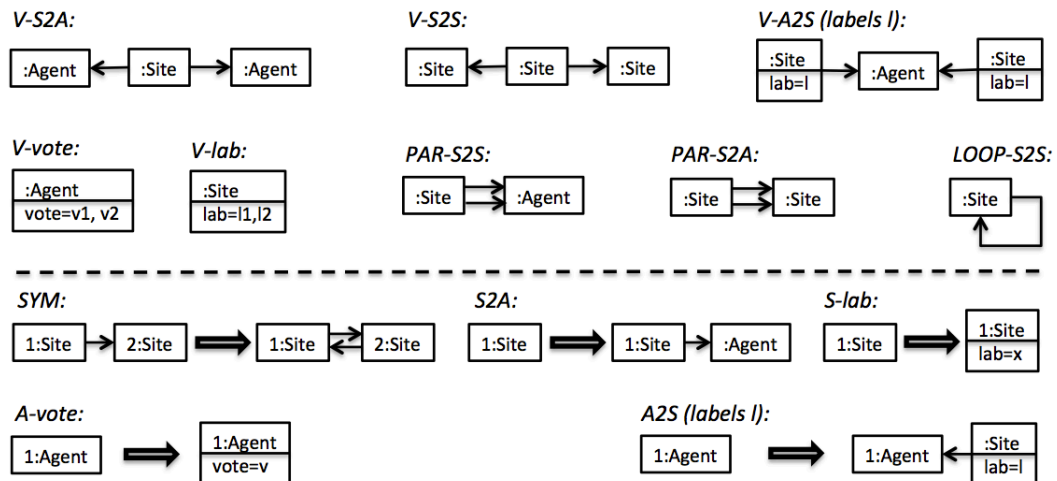 V-S2A: V-S2S: V-A2S (labels l):
:Agent :Site :Agent :Site :Site :Site :Site lab=l :Agent :Site lab=l
V-vote: V-lab: PAR-S2S: PAR-S2A: LOOP-S2S:
:Agent vote=v1, v2 :Site lab=l1,l2 :Site :Agent :Site :Site :Site
SYM: S2A: S-lab:
1:Site 2:Site 1:Site 2:Site 1:Site 1:Site :Agent 1:Site 1:Site lab=x
A-vote: A2S (labels l):
1:Agent 1:Agent vote=v 1:Agent 1:Agent :Site lab=l